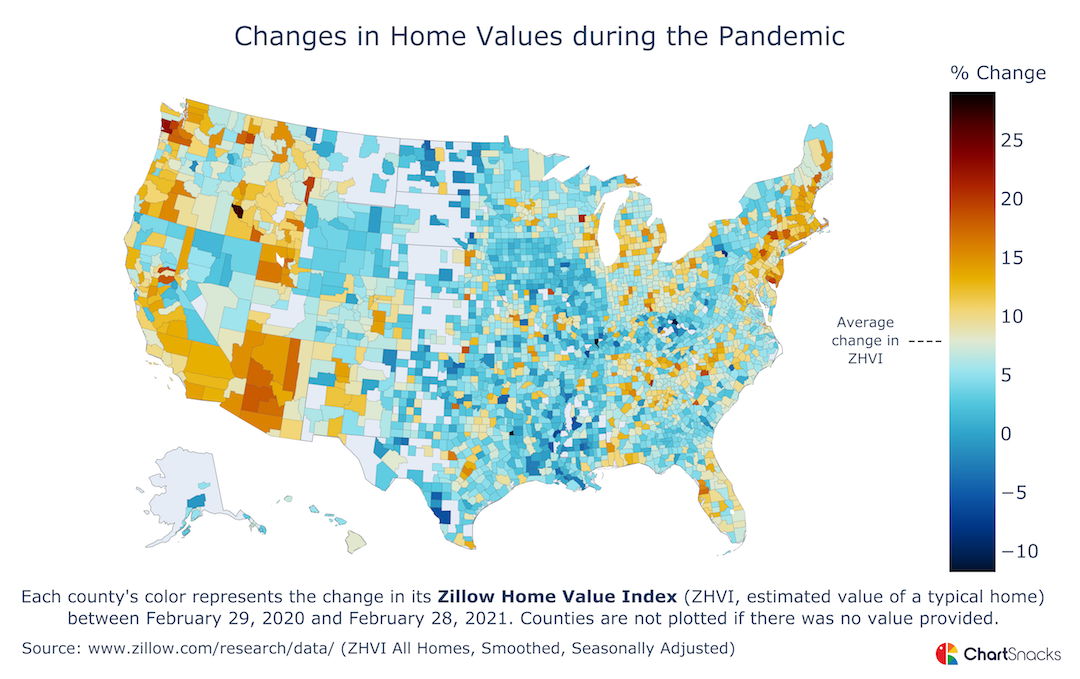 Changes in Home Values during the Pandemic
% Change
25
20
15
10
5
0
−5
−10
Average
change in
ZHVI
Each county's color represents the change in its Zillow Home Value Index (ZHVI, estimated value of a typical home)
between February 29, 2020 and February 28, 2021. Counties are not plotted if there was no value provided.
Source: www.zillow.com/research/data/ (ZHVI All Homes, Smoothed, Seasonally Adjusted)
ChartSnacks